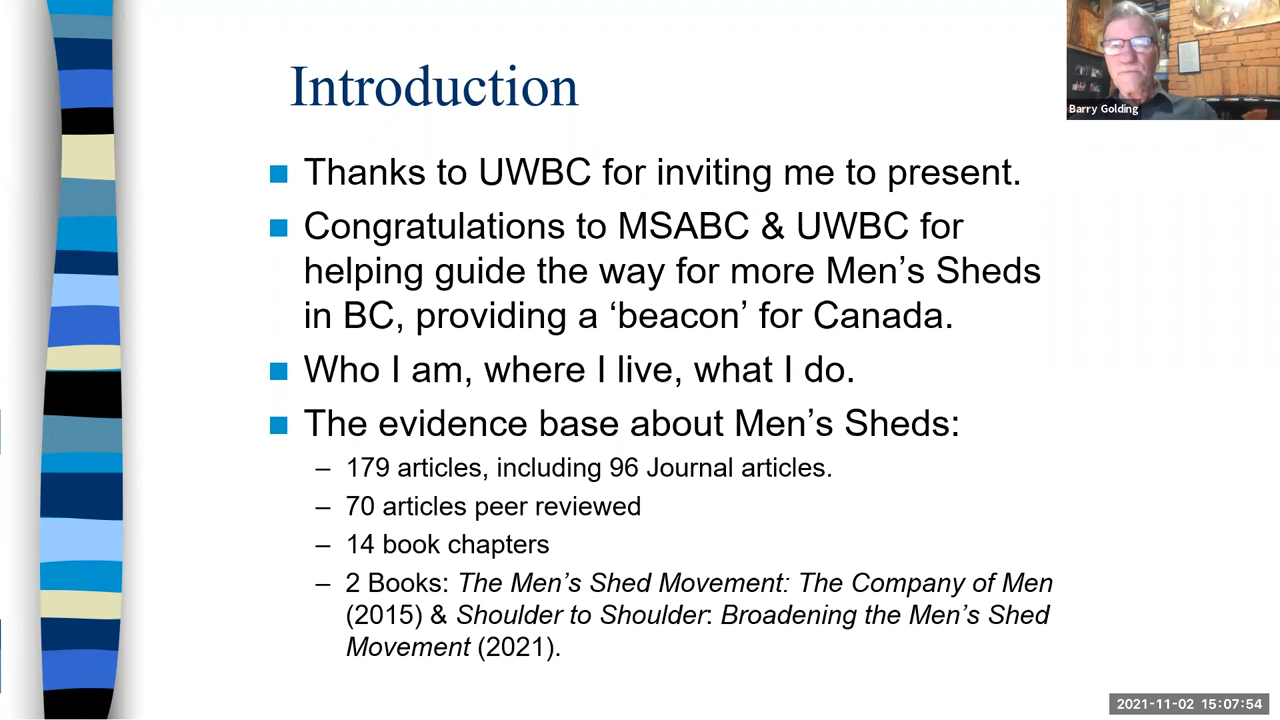 Introduction
Barry Golding
Thanks to UWBC for inviting me to present.
Congratulations to MSABC & UWBC for
helping guide the way for more Men’s Sheds
in BC, providing a ‘beacon’ for Canada.
Who I am, where I live, what I do.
The evidence base about Men’s Sheds:
– 179 articles, including 96 Journal articles.
– 70 articles peer reviewed
– 14 book chapters
– 2 Books: The Men’s Shed Movement: The Company of Men
(2015) & Shoulder to Shoulder: Broadening the Men’s Shed
Movement (2021).
2021-11-02 15:07:54